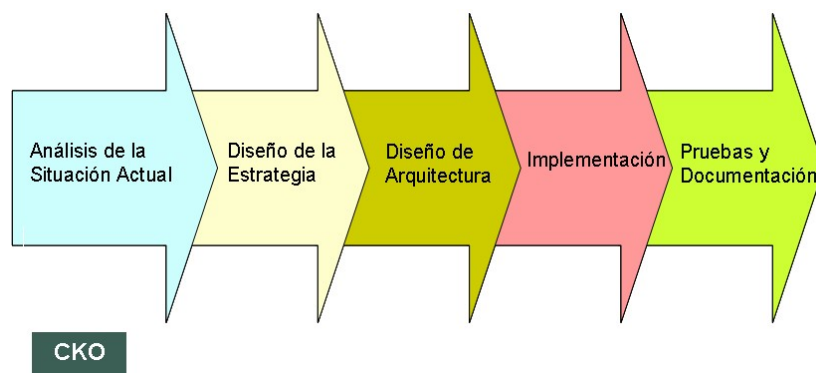 Análisis de la
Situación Actual
Diseño de la
Estrategia
Diseño de
Arquitectura
Implementación
Pruebas y
Documentación
CKO